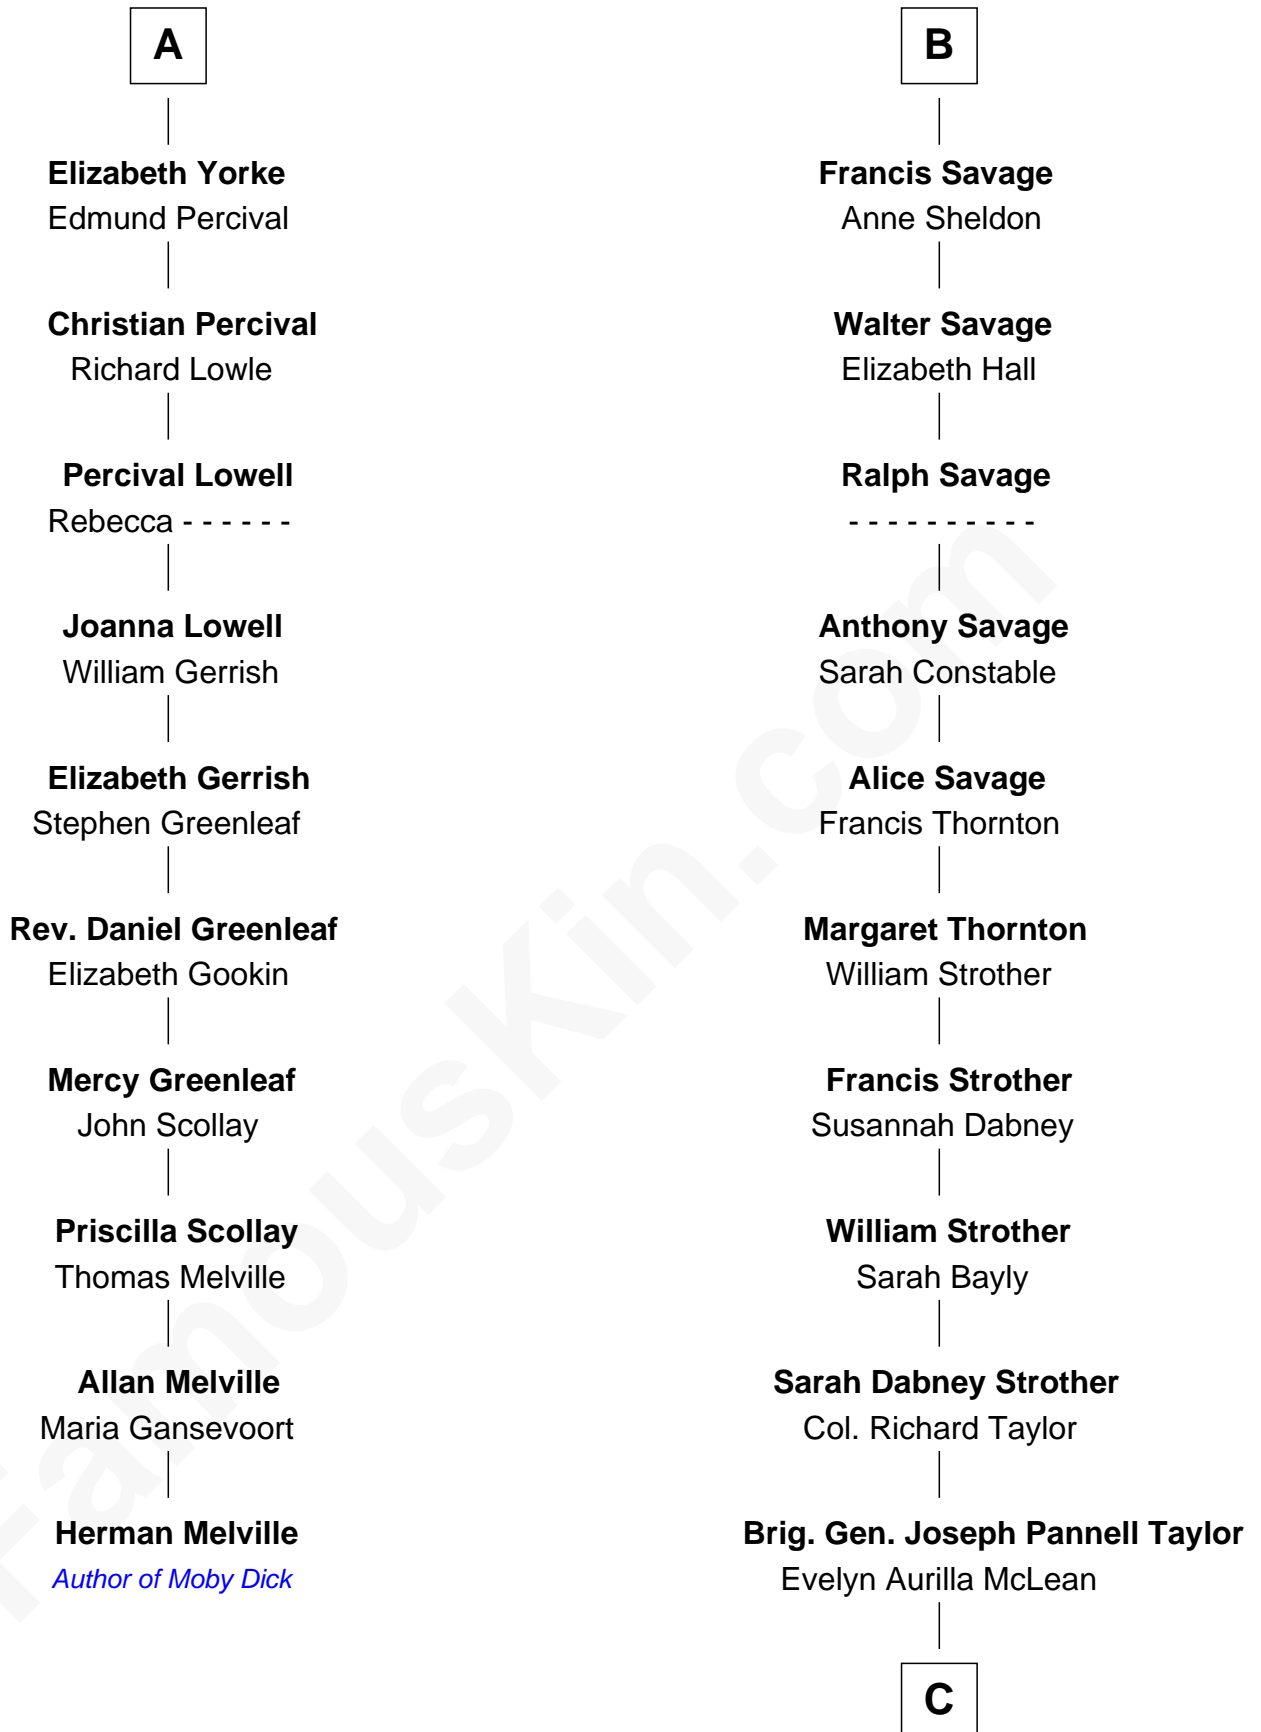 A
Elizabeth Yorke
Edmund Percival
Christian Percival
Richard Lowle
Percival Lowell
Rebecca - - - - - -
Joanna Lowell
William Gerrish
Elizabeth Gerrish
Stephen Greenleaf
Rev. Daniel Greenleaf
Elizabeth Gookin
Mercy Greenleaf
John Scollay
Priscilla Scollay
Thomas Melville
Allan Melville
Maria Gansevoort
Herman Melville
Author of Moby Dick
B
Francis Savage
Anne Sheldon
Walter Savage
Elizabeth Hall
Ralph Savage
- - - - - - - - - -
Anthony Savage
Sarah Constable
Alice Savage
Francis Thornton
Margaret Thornton
William Strother
Francis Strother
Susannah Dabney
William Strother
Sarah Bayly
Sarah Dabney Strother
Col. Richard Taylor
Brig. Gen. Joseph Pannell Taylor
Evelyn Aurilla McLean
C
FamousKin.com